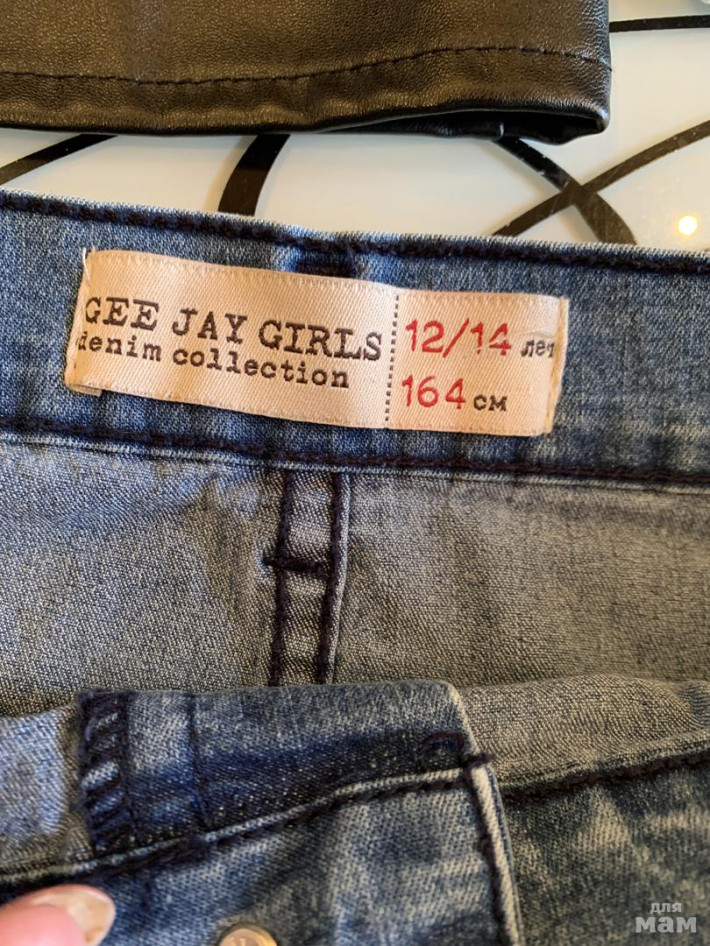 GEE JAY GIRLS
denim collection
12/14 лет
164 см
для
мам